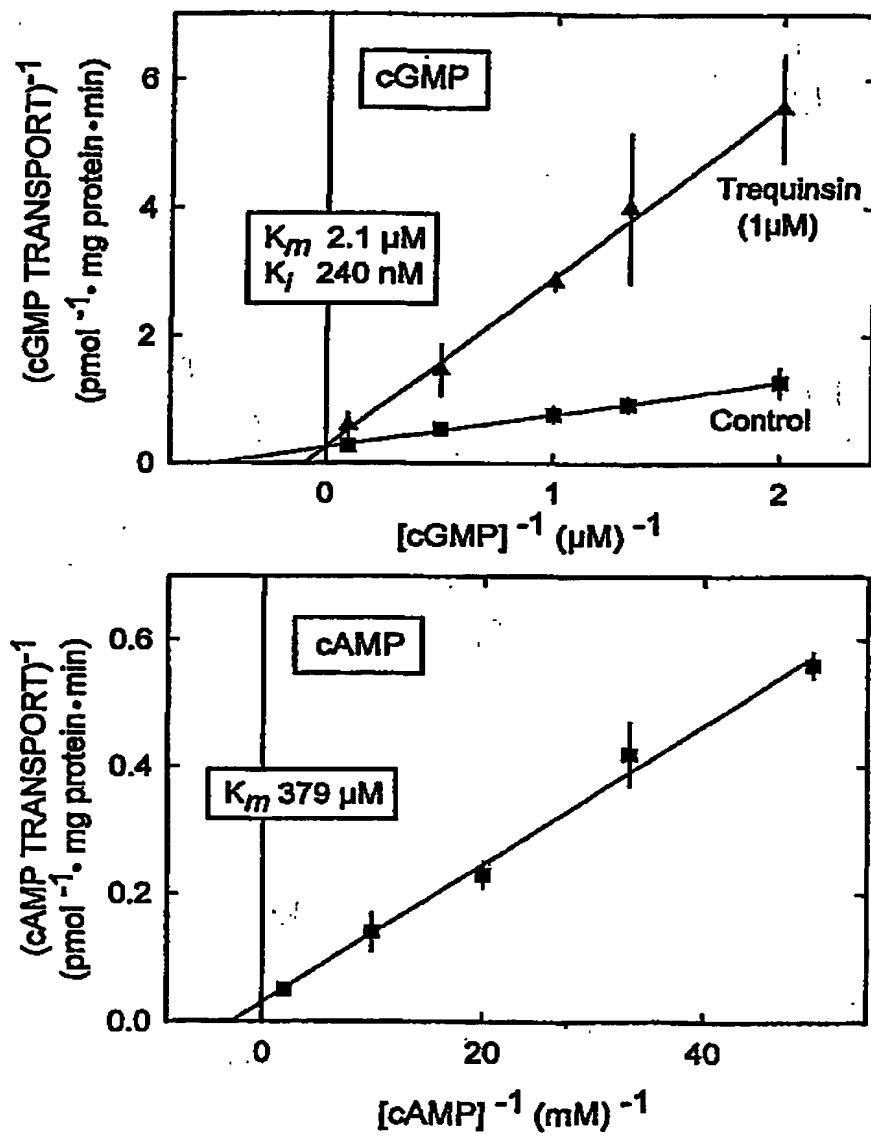 (cGMP TRANSPORT)⁻¹
(pmol⁻¹• mg protein•min)
6
4
2
0
cGMP
Km 2.1 µM
Ki 240 nM
Trequinsin
(1µM)
Control
0 1 2
[cGMP]⁻¹ (µM)⁻¹
(cAMP TRANSPORT)⁻¹
(pmol⁻¹• mg protein•min)
0.6
0.4
0.2
0.0
cAMP
Km 379 µM
0 20 40
[cAMP]⁻¹ (mM)⁻¹